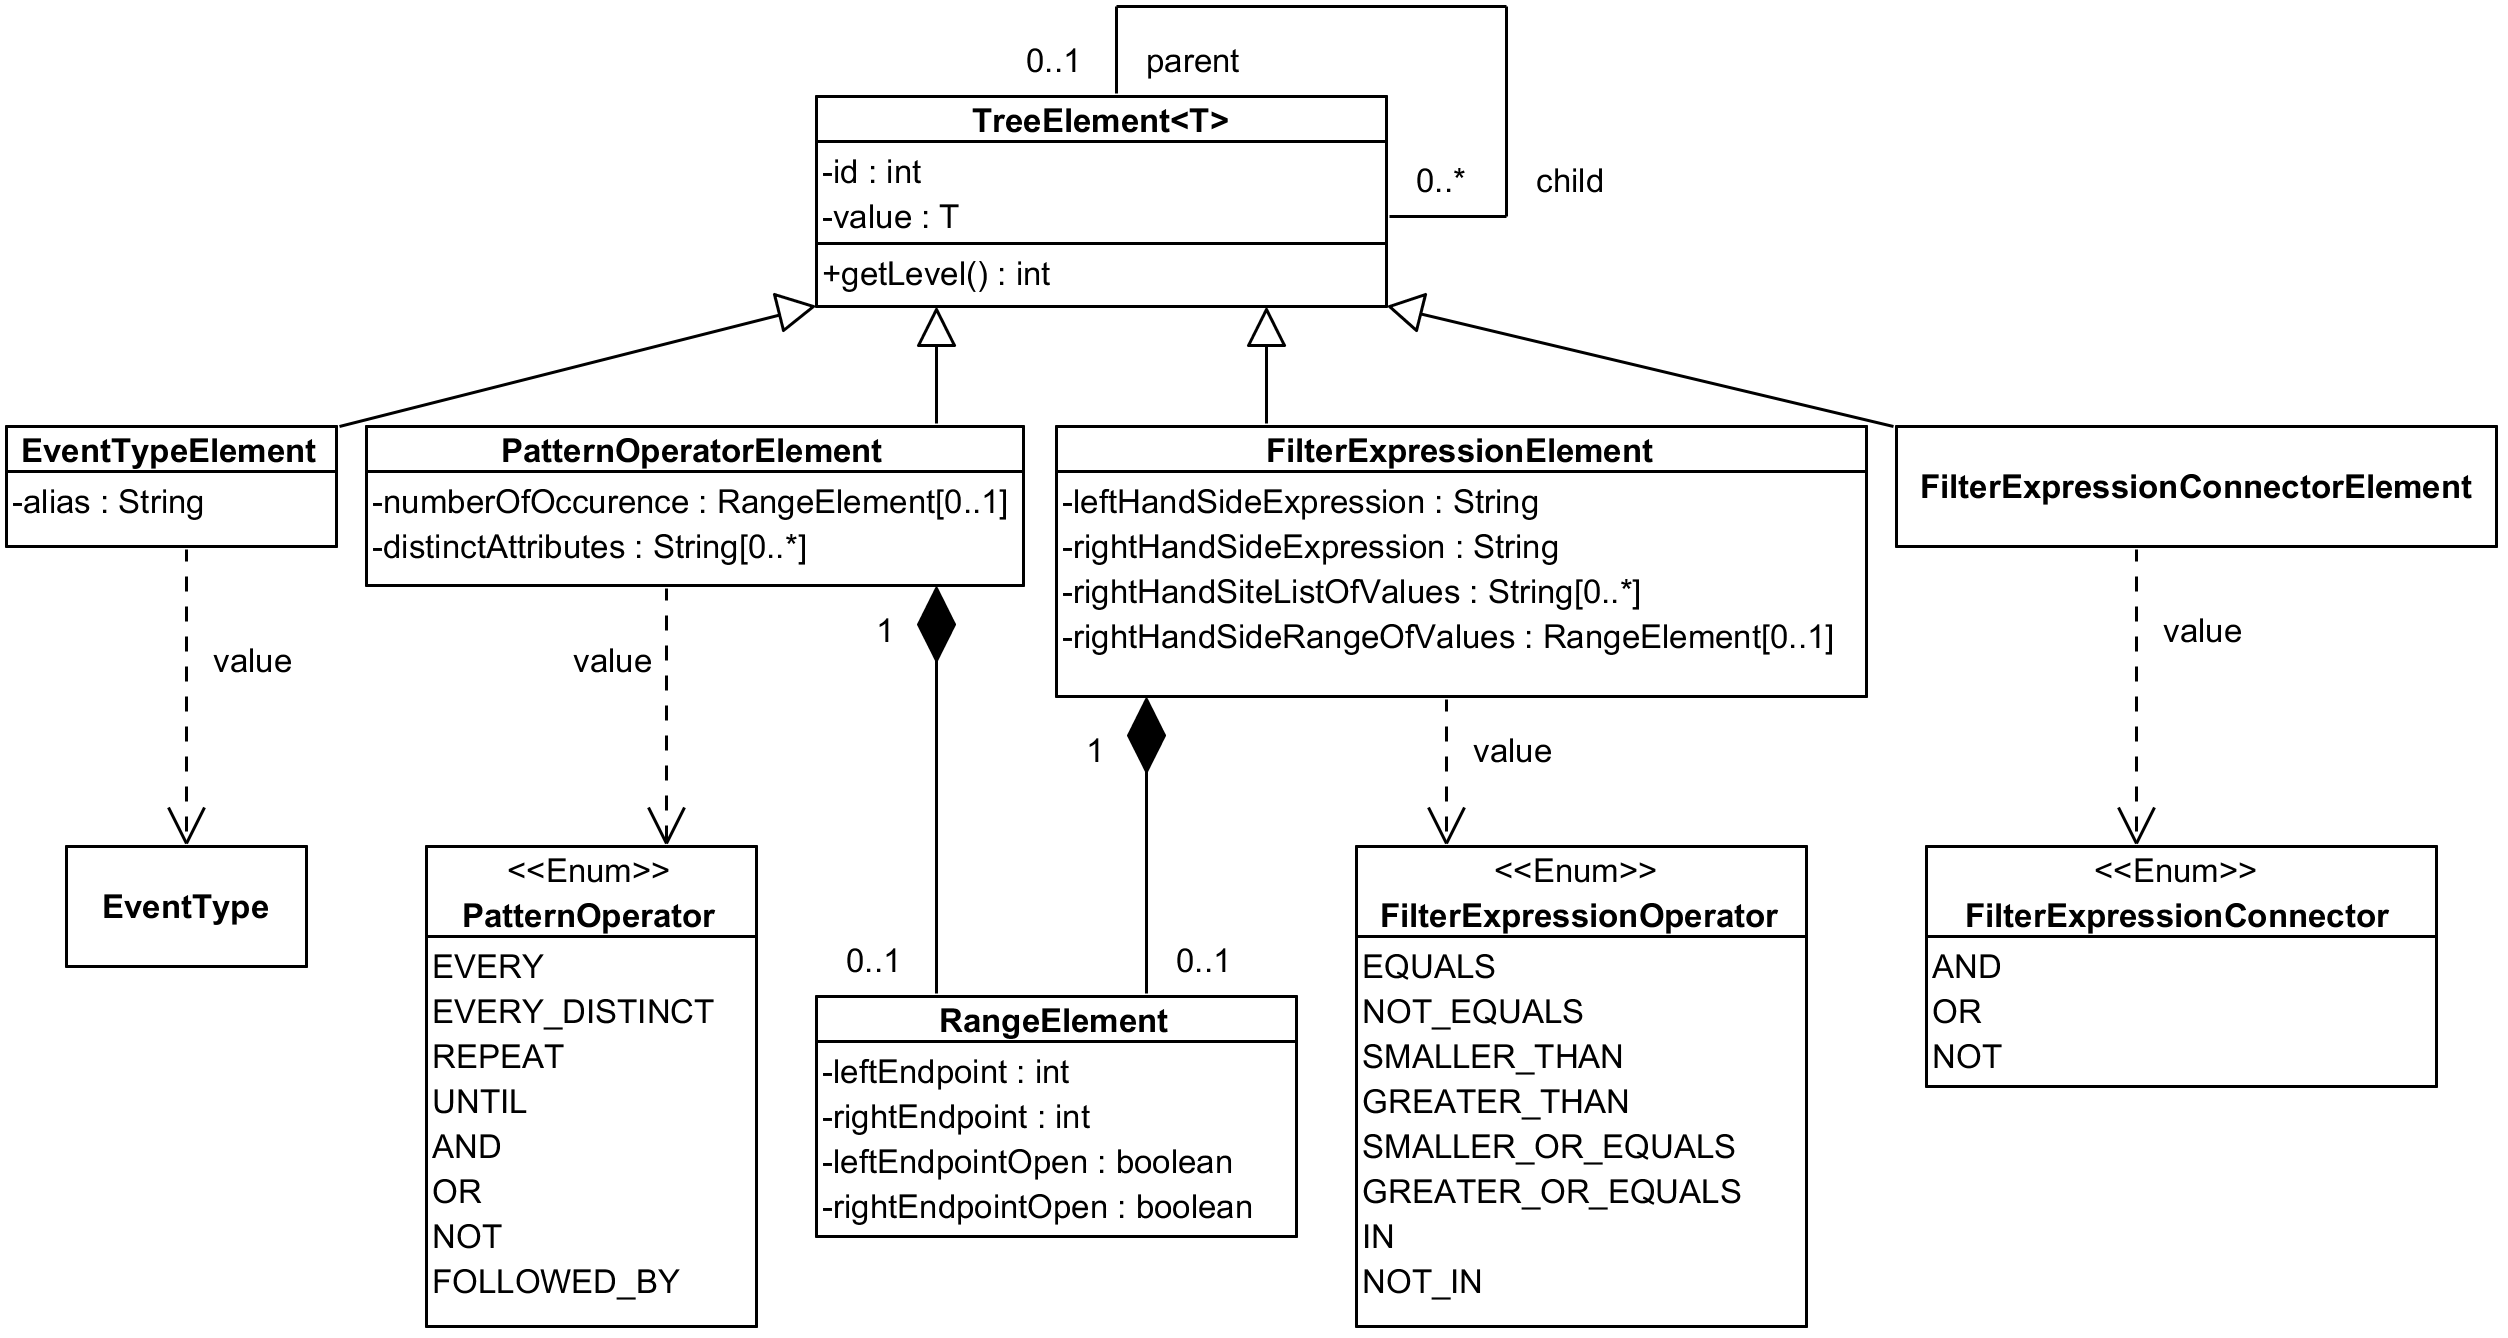 0..1
parent
TreeElement<T>
-id : int
-value : T
0..*
child
+getLevel() : int
EventTypeElement
-alias : String
PatternOperatorElement
-numberOfOccurence : RangeElement[0..1]
-distinctAttributes : String[0..*]
FilterExpressionElement
-leftHandSideExpression : String
-rightHandSideExpression : String
-rightHandSiteListOfValues : String[0..*]
-rightHandSideRangeOfValues : RangeElement[0..1]
FilterExpressionConnectorElement
value
value
1
1
value
value
0..1
0..1
EventType
<<Enum>>
PatternOperator
EVERY
EVERY_DISTINCT
REPEAT
UNTIL
AND
OR
NOT
FOLLOWED_BY
RangeElement
-leftEndpoint : int
-rightEndpoint : int
-leftEndpointOpen : boolean
-rightEndpointOpen : boolean
<<Enum>>
FilterExpressionOperator
EQUALS
NOT_EQUALS
SMALLER_THAN
GREATER_THAN
SMALLER_OR_EQUALS
GREATER_OR_EQUALS
IN
NOT_IN
<<Enum>>
FilterExpressionConnector
AND
OR
NOT